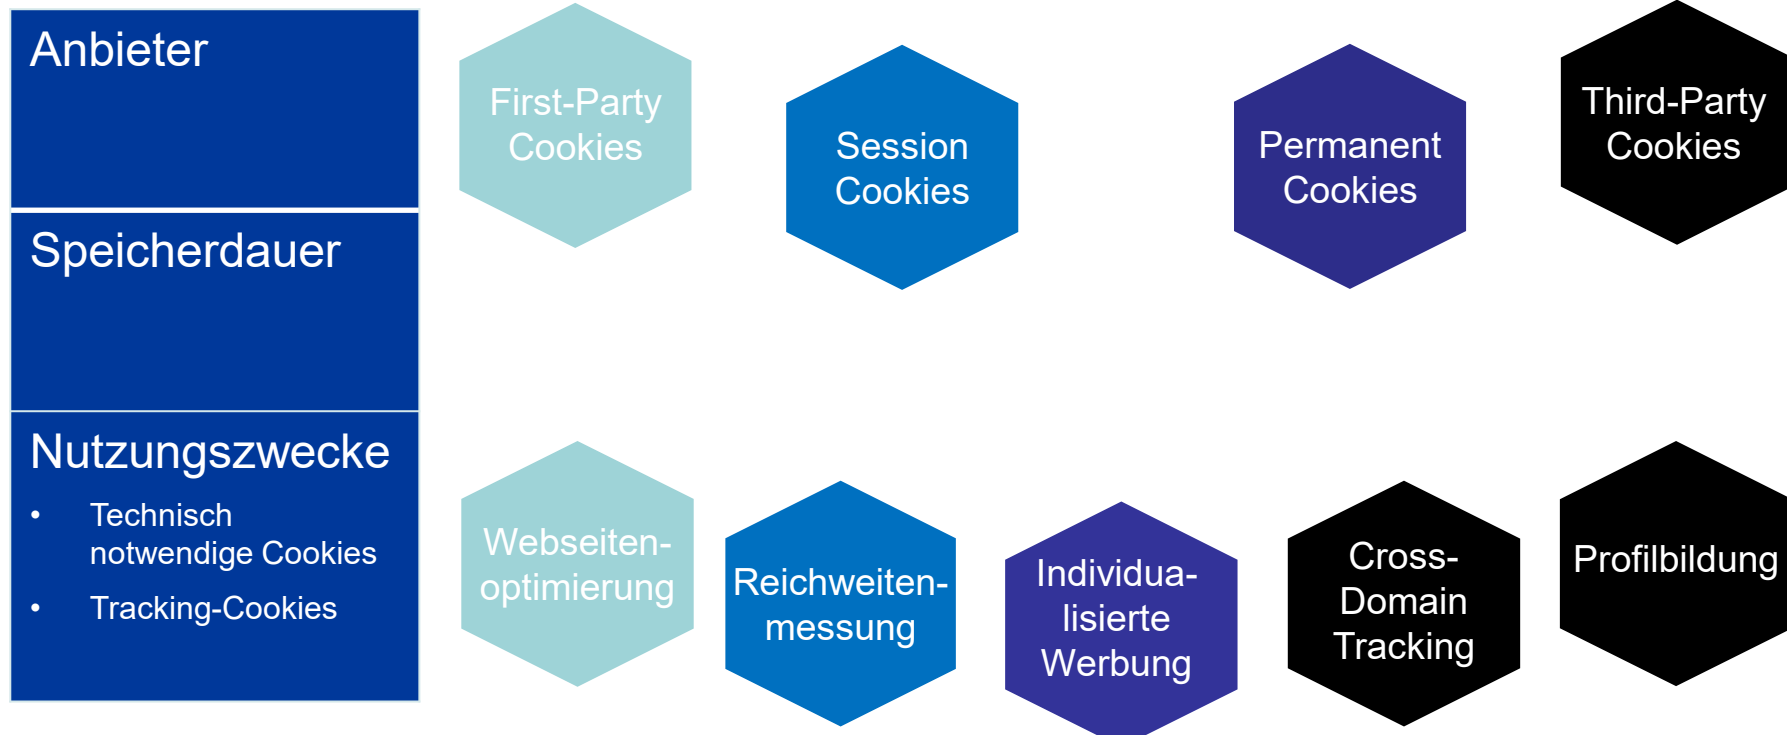 Anbieter
First-Party
Cookies
Session
Cookies
Permanent
Cookies
Third-Party
Cookies
Speicherdauer
Nutzungszwecke
• Technisch
notwendige Cookies
• Tracking-Cookies
Webseiten-
optimierung
Reichweiten-
messung
Individua-
lisierte
Werbung
Cross-
Domain
Tracking
Profilbildung